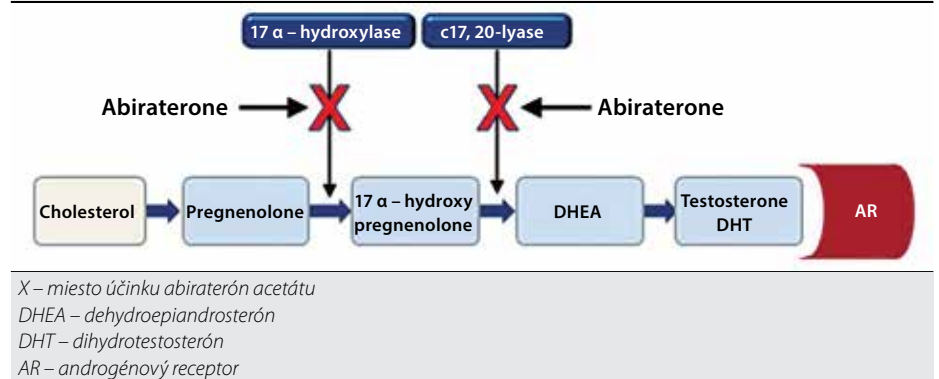 17 α – hydroxylase
c17, 20-lyase
Abiraterone
X
X
Abiraterone
Cholesterol
Pregnenolone
17 α – hydroxy
pregnenolone
DHEA
Testosterone
DHT
AR
X – miesto účinku abiraterón acetátu
DHEA – dehydroepiandrosterón
DHT – dihydrotestosterón
AR – androgénový receptor